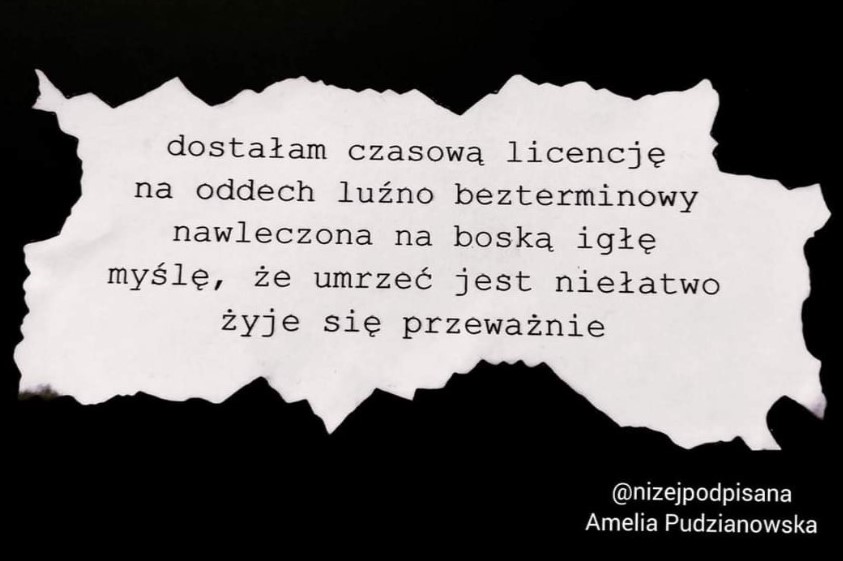 dostałam czasową licencję
na oddech luźno bezterminowy
nawleczona na boską igłę
myślę, że umrzeć jest niełatwo
żyje się przeważnie
@nizejpodpisana
Amelia Pudzianowska